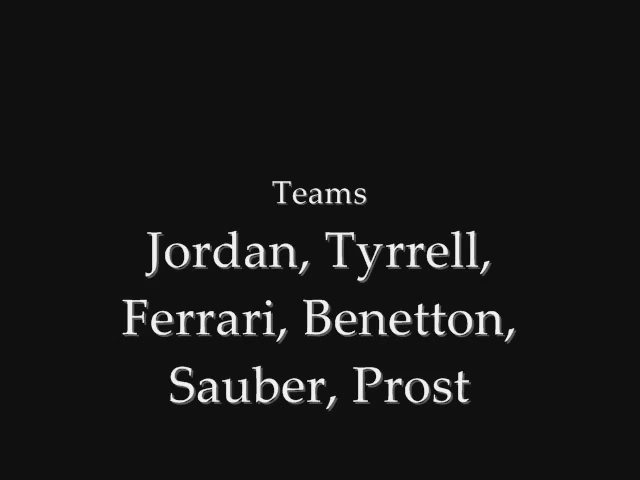 Teams
Jordan, Tyrrell,
Ferrari, Benetton,
Sauber, Prost